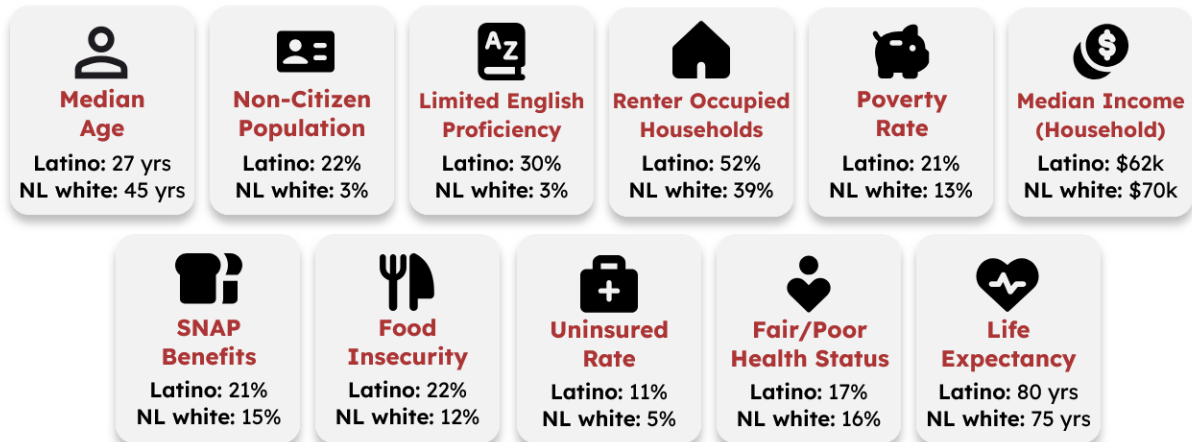 AZ
Median
Age
Latino: 27 yrs
NL white: 45 yrs
Non-Citizen
Population
Latino: 22%
NL white: 3%
Limited English
Proficiency
Latino: 30%
NL white: 3%
Renter Occupied
Households
Latino: 52%
NL white: 39%
Poverty
Rate
Latino: 21%
NL white: 13%
$
Median Income
(Household)
Latino: $62k
NL white: $70k
SNAP
Benefits
Latino: 21%
NL white: 15%
Food
Insecurity
Latino: 22%
NL white: 12%
Uninsured
Rate
Latino: 11%
NL white: 5%
Fair/Poor
Health Status
Latino: 17%
NL white: 16%
Life
Expectancy
Latino: 80 yrs
NL white: 75 yrs